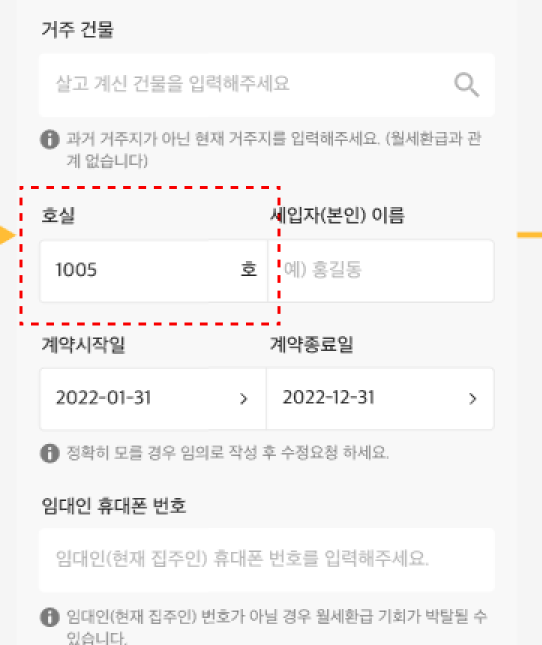 거주 건물
살고 계신 건물을 입력해주세요
과거 거주지가 아닌 현재 거주지를 입력해주세요. (월세환급과 관
계 없습니다)
호실 세입자(본인) 이름
1005 호 예) 홍길동
계약시작일 계약종료일
2022-01-31 > 2022-12-31 >
정확히 모를 경우 임의로 작성 후 수정요청 하세요.
임대인 휴대폰 번호
임대인(현재 집주인) 휴대폰 번호를 입력해주세요.
임대인(현재 집주인) 번호가 아닐 경우 월세환급 기회가 박탈될 수
있습니다.